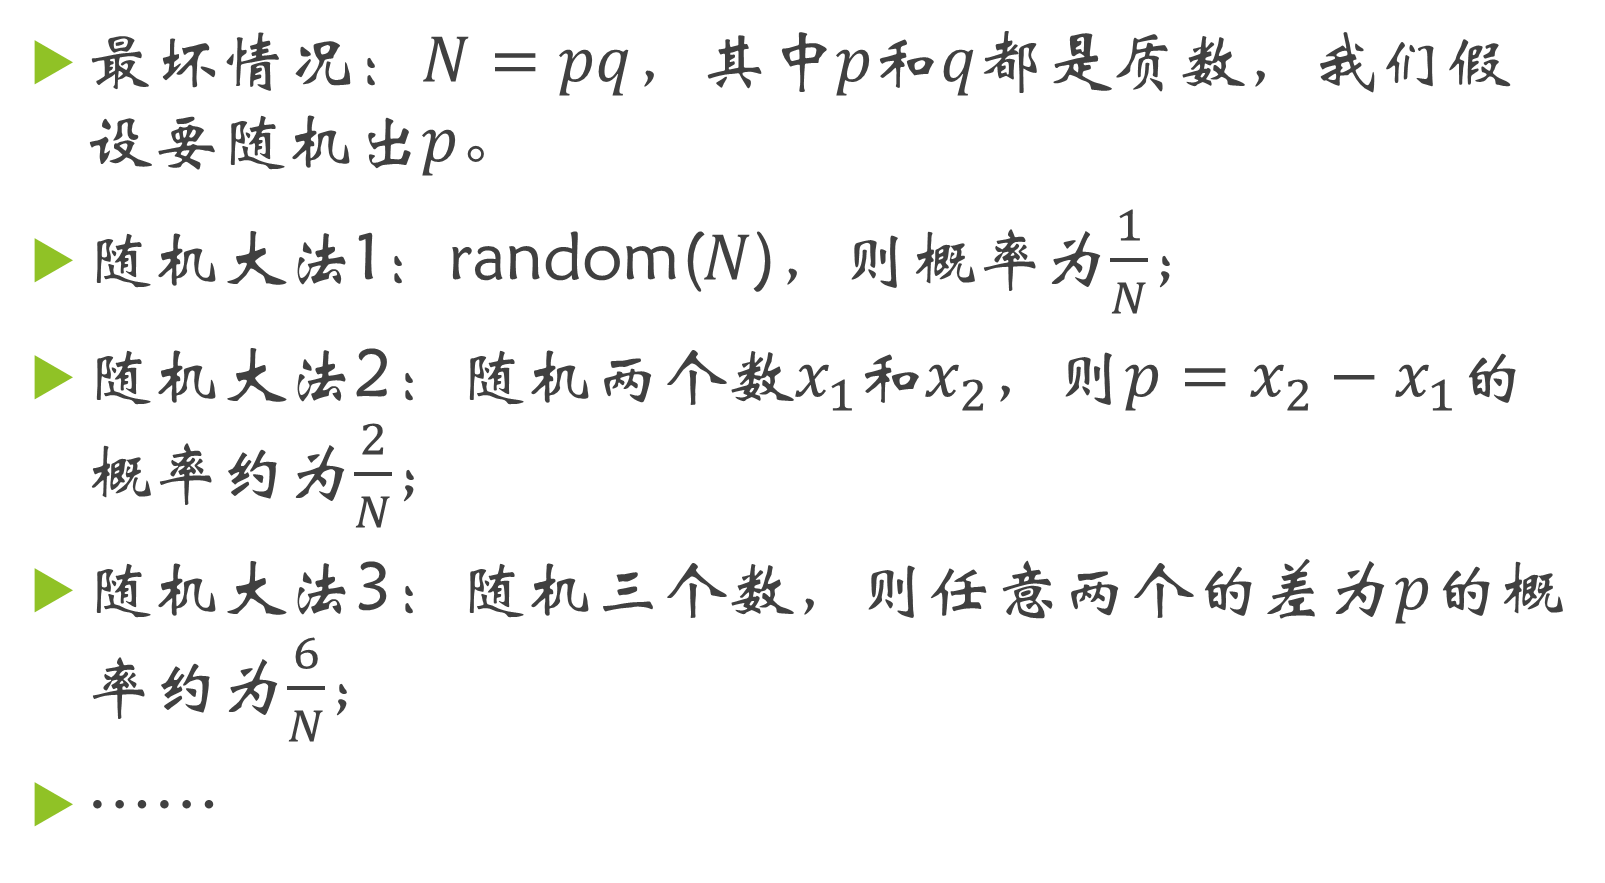 最坏情况：N = pq，其中p和q都是质数，我们假
设要随机出p。
随机大法1：random(N)，则概率为1/N；
随机大法2：随机两个数x₁和x₂，则p = x₂ − x₁的
概率约为2/N；
随机大法3：随机三个数，则任意两个的差为p的概
率约为6/N；
······